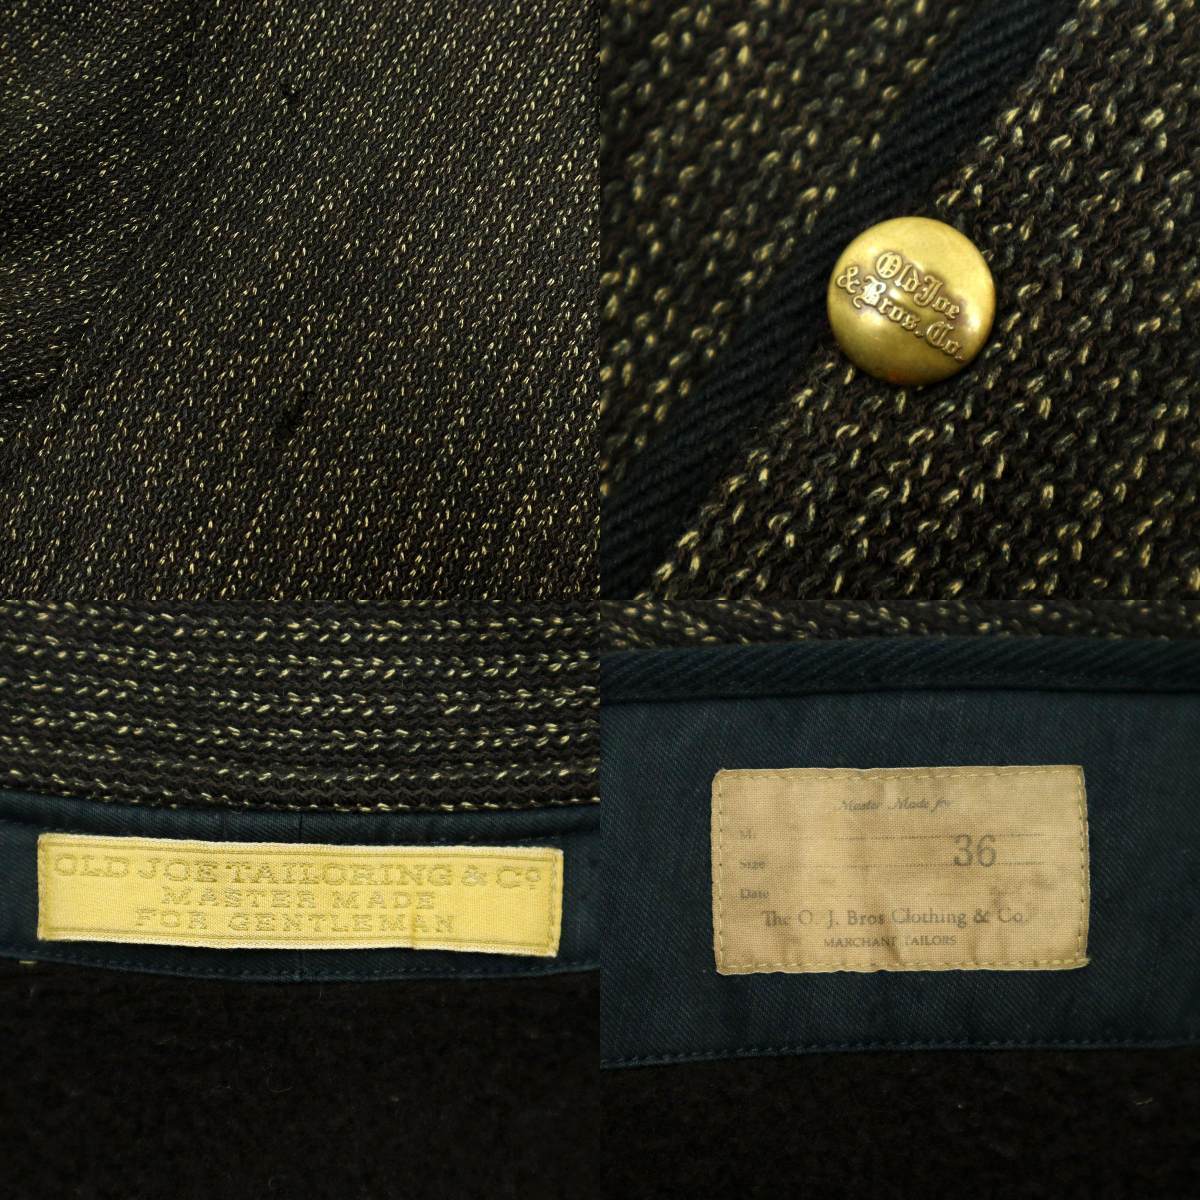 Old Joe
& Bros. Co.
OLD JOE TAILORING & Co
MASTER MADE
FOR GENTLEMAN
Master Made for
M.
Size 36
Date
The O. J. Bros Clothing & Co.
MARCHANT TAILORS